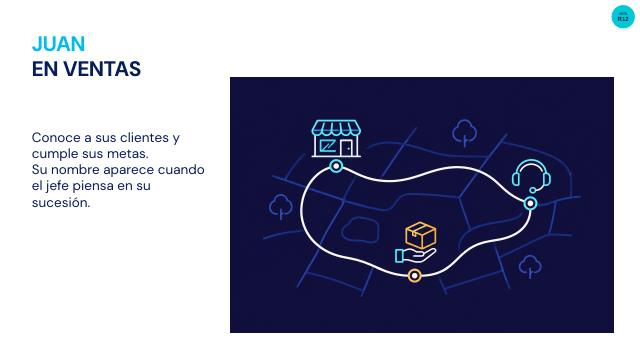 JUAN
EN VENTAS
Conoce a sus clientes y
cumple sus metas.
Su nombre aparece cuando
el jefe piensa en su
sucesión.
R12